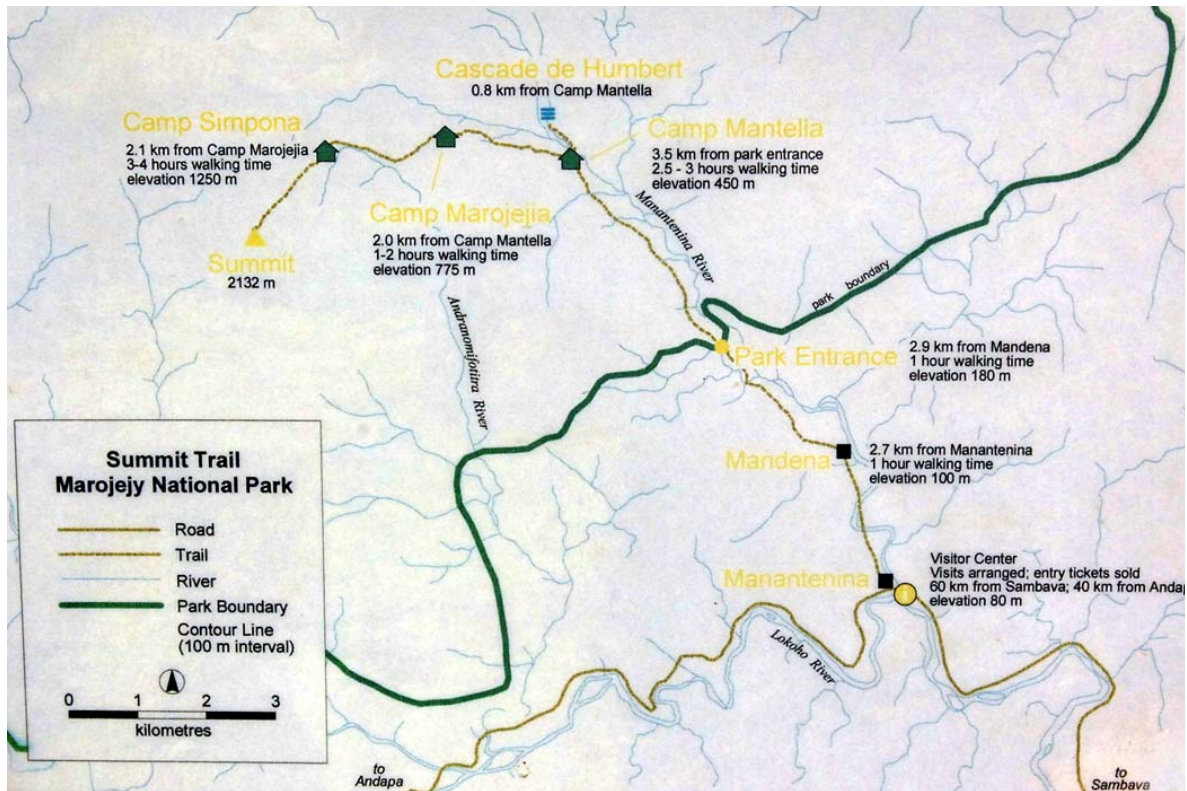 Cascade de Humbert
0.8 km from Camp Mantella
Camp Simpona
2.1 km from Camp Marojejia
3-4 hours walking time
elevation 1250 m
Camp Mantella
3.5 km from park entrance
2.5 - 3 hours walking time
elevation 450 m
Camp Marojejia
2.0 km from Camp Mantella
1-2 hours walking time
elevation 775 m
Summit
2132 m
Manantenina River
park boundary
Andranomifotitra River
Park Entrance
2.9 km from Mandena
1 hour walking time
elevation 180 m
Mandena
2.7 km from Manantenina
1 hour walking time
elevation 100 m
Manantenina
Visitor Center
Visits arranged; entry tickets sold
60 km from Sambava; 40 km from Andap
elevation 80 m
Lokoho River
Summit Trail
Marojejy National Park
Road
Trail
River
Park Boundary
Contour Line
(100 m interval)
0 1 2 3
kilometres
to
Andapa
to
Sambava